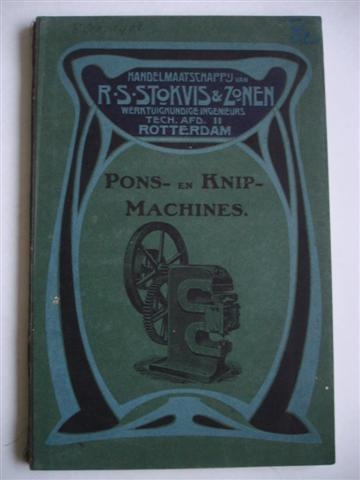 HANDELMAATSCHAPPIJ VAN
R·S·STOKVIS & ZONEN
WERKTUIGKUNDIGE INGENIEURS
TECH. AFD. II
ROTTERDAM
PONS- EN KNIP-
MACHINES.